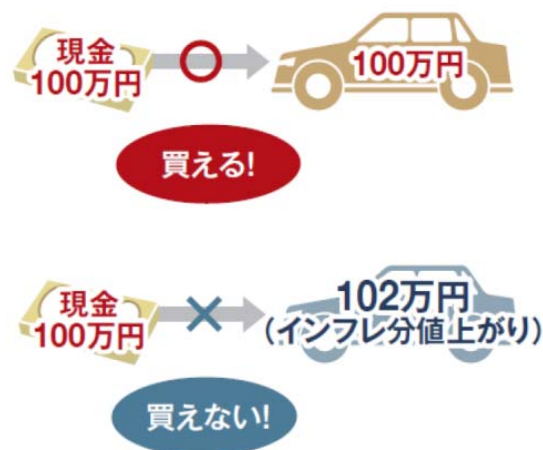 現金
100万円
100万円
買える!
現金
100万円
102万円
(インフレ分値上がり)
買えない!